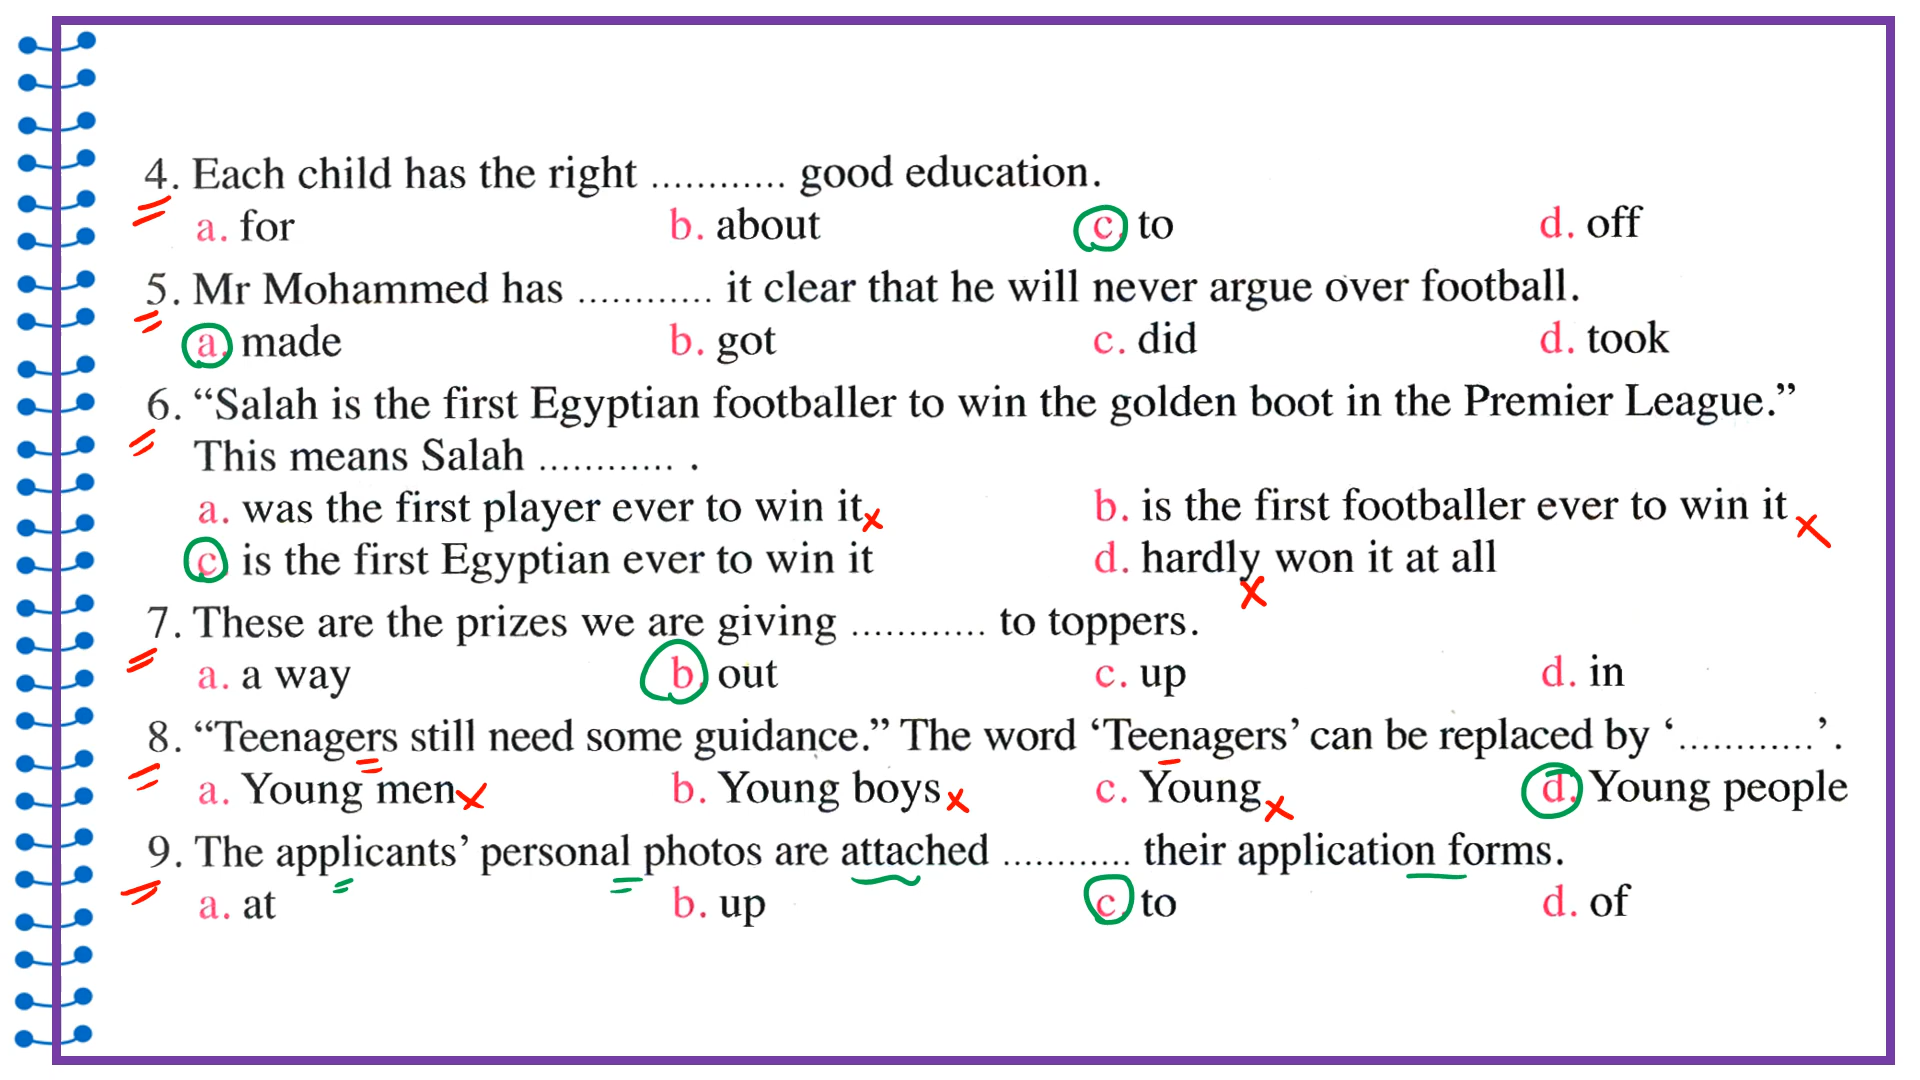 4. Each child has the right ............ good education.
a. for b. about c. to d. off
5. Mr Mohammed has ............ it clear that he will never argue over football.
a. made b. got c. did d. took
6. “Salah is the first Egyptian footballer to win the golden boot in the Premier League.”
This means Salah ............ .
a. was the first player ever to win it b. is the first footballer ever to win it
c. is the first Egyptian ever to win it d. hardly won it at all
7. These are the prizes we are giving ............ to toppers.
a. a way b. out c. up d. in
8. “Teenagers still need some guidance.” The word ‘Teenagers’ can be replaced by ‘............’.
a. Young men b. Young boys c. Young d. Young people
9. The applicants’ personal photos are attached ............ their application forms.
a. at b. up c. to d. of